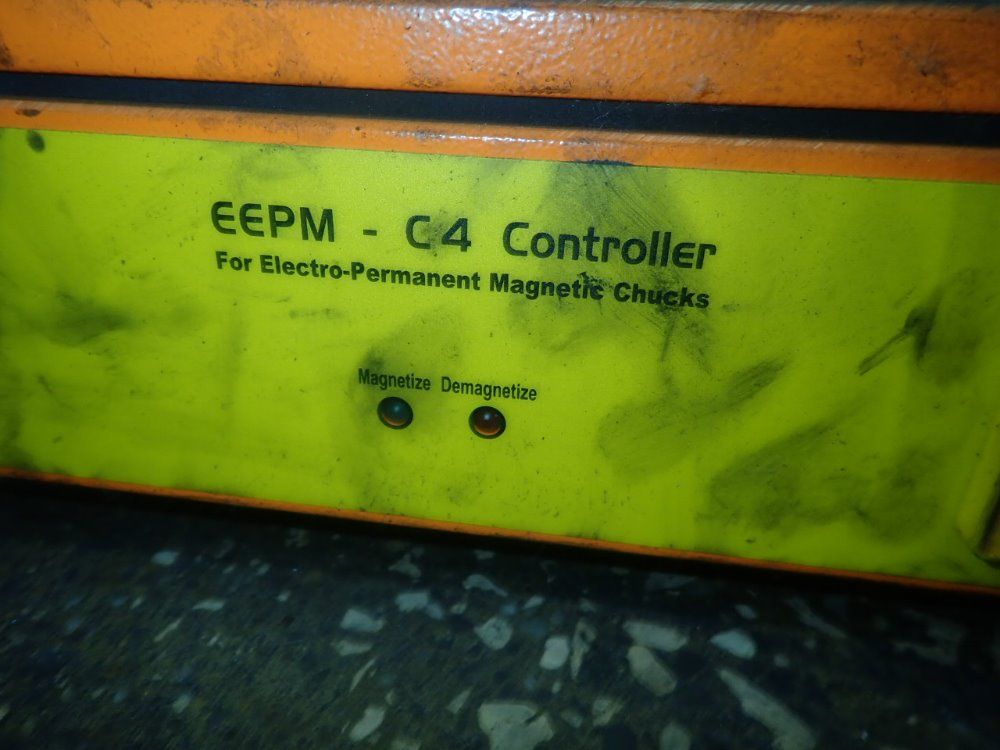 EEPM - C4 Controller
For Electro-Permanent Magnetic Chucks
Magnetize Demagnetize